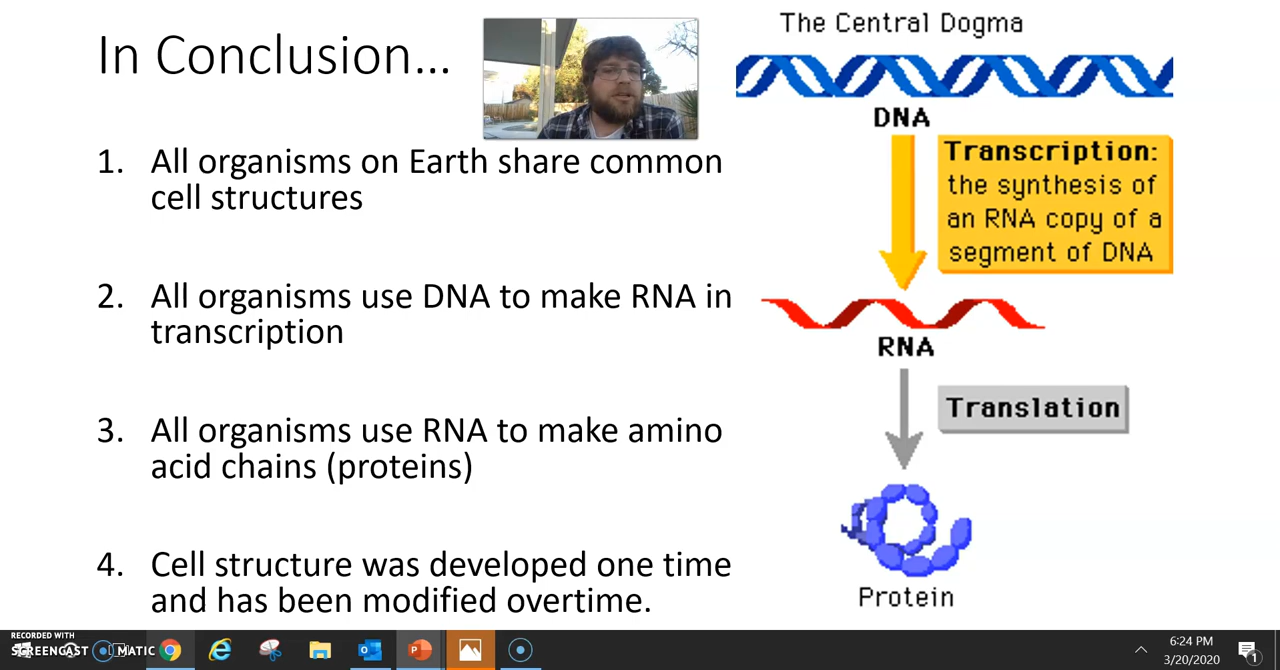 In Conclusion...
1. All organisms on Earth share common
cell structures
2. All organisms use DNA to make RNA in
transcription
3. All organisms use RNA to make amino
acid chains (proteins)
4. Cell structure was developed one time
and has been modified overtime.
The Central Dogma
DNA
Transcription:
the synthesis of
an RNA copy of a
segment of DNA
RNA
Translation
Protein
RECORDED WITH
SCREENCAST MATIC
6:24 PM
3/20/2020
1